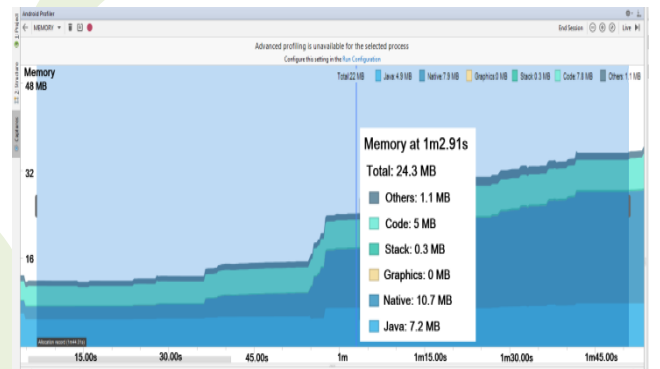 Android Profiler
MEMORY
End Session
Live
Advanced profiling is unavailable for the selected process
Configure this setting in the Run Configuration
Memory
48 MB
Total:22 MB
Java:4.9 MB
Native:7.9 MB
Graphics:0 MB
Stack:0.3 MB
Code:7.8 MB
Others:1.1 MB
32
16
Memory at 1m2.91s
Total: 24.3 MB
Others: 1.1 MB
Code: 5 MB
Stack: 0.3 MB
Graphics: 0 MB
Native: 10.7 MB
Java: 7.2 MB
15.00s
30.00s
45.00s
1m
1m15.00s
1m30.00s
1m45.00s